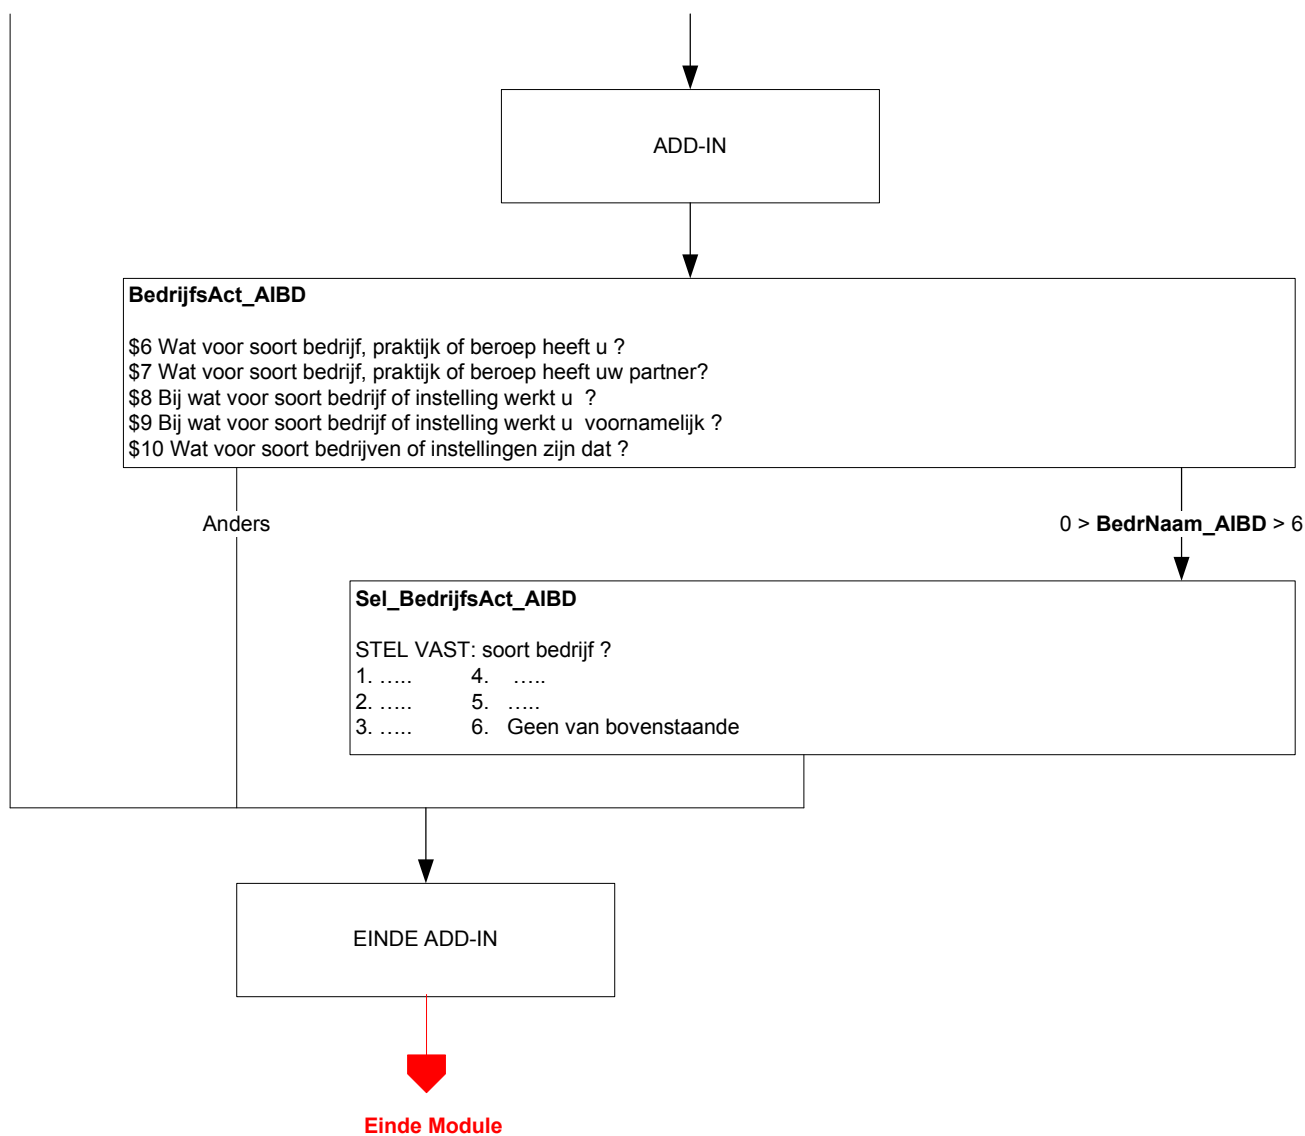 ADD-IN
BedrijfsAct_AIBD
$6 Wat voor soort bedrijf, praktijk of beroep heeft u ?
$7 Wat voor soort bedrijf, praktijk of beroep heeft uw partner?
$8 Bij wat voor soort bedrijf of instelling werkt u  ?
$9 Bij wat voor soort bedrijf of instelling werkt u  voornamelijk ?
$10 Wat voor soort bedrijven of instellingen zijn dat ?
Anders
0 > BedrNaam_AIBD > 6
Sel_BedrijfsAct_AIBD
STEL VAST: soort bedrijf ?
1. ….. 4. …..
2. ….. 5. …..
3. ….. 6. Geen van bovenstaande
EINDE ADD-IN
Einde Module